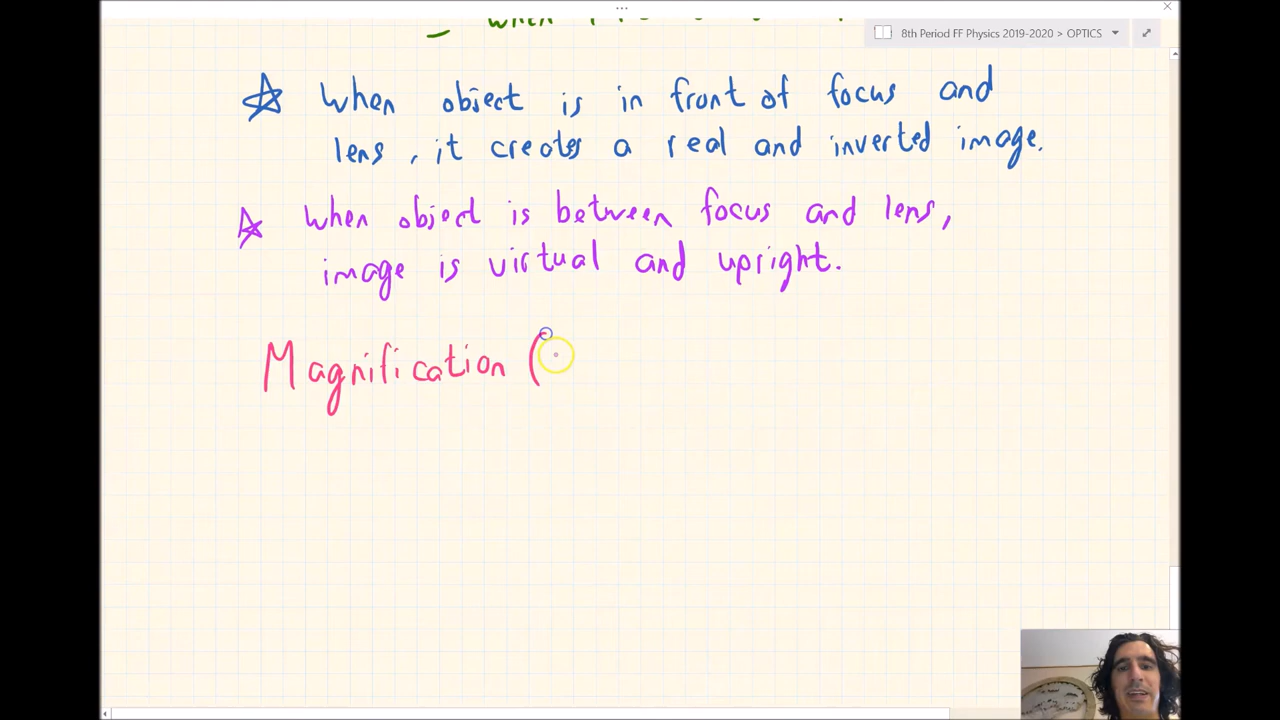 8th Period FF Physics 2019-2020 > OPTICS
When object is in front of focus and
lens, it creates a real and inverted image.
When object is between focus and lens,
image is virtual and upright.
Magnification (